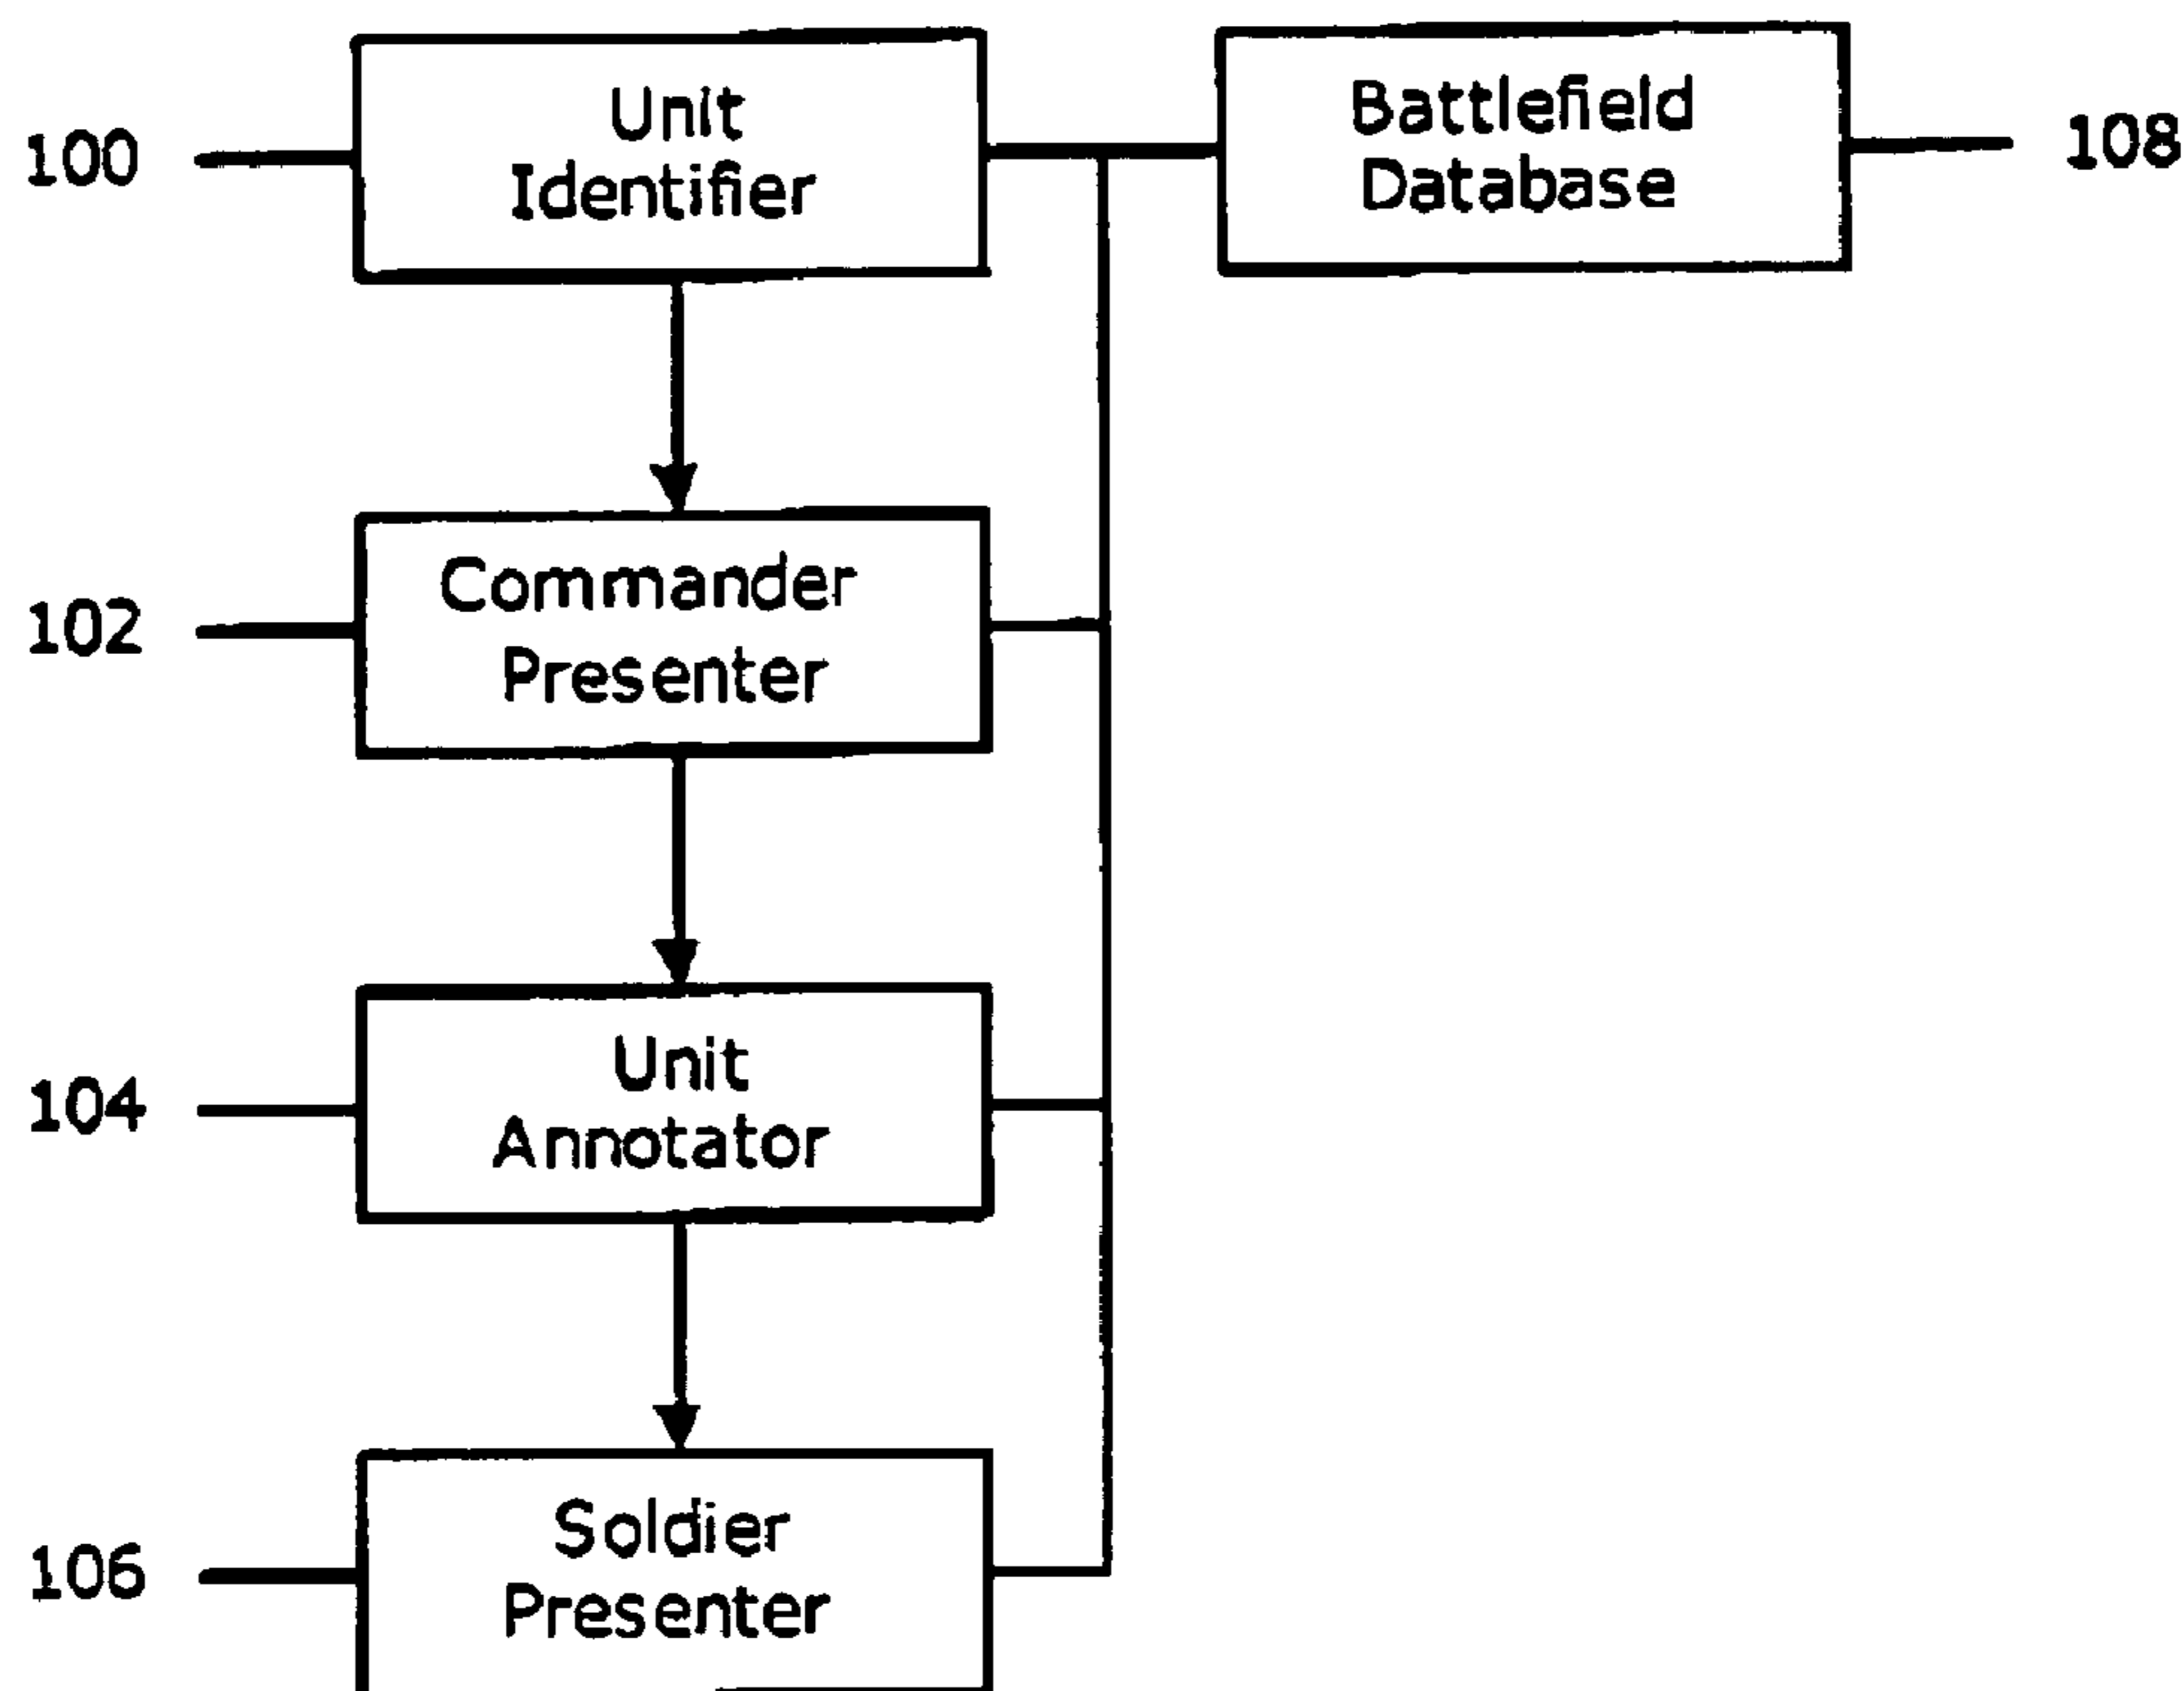 100
Unit
Identifier
Battlefield
Database
108
102
Commander
Presenter
104
Unit
Annotator
106
Soldier
Presenter